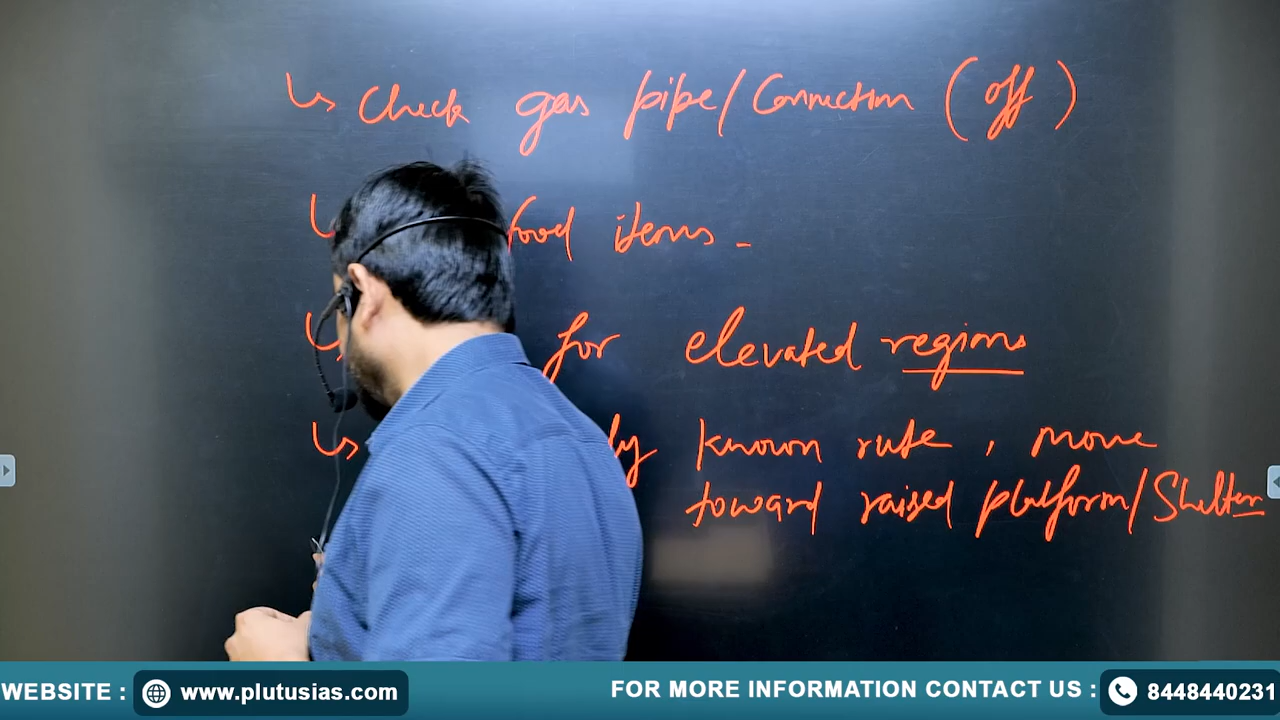 ↳ Check gas pipe/Connection (off)
food items -
for elevated regions
↳ known rute, move
toward raised platform/Shelter
WEBSITE : www.plutusias.com
FOR MORE INFORMATION CONTACT US : 8448440231